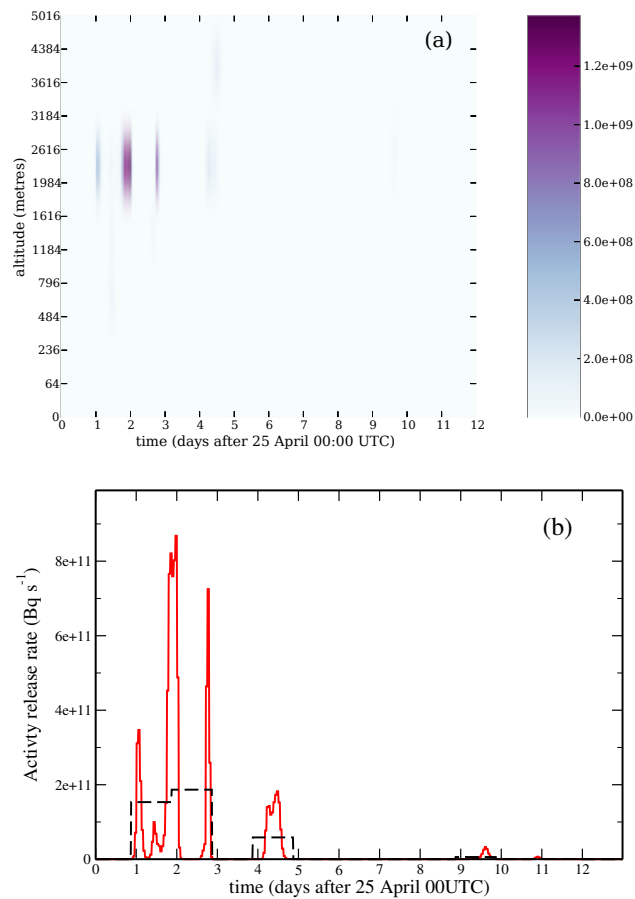 5016
(a)
4384
1.2e+09
3616
1.0e+09
3184
2616
8.0e+08
1984
altitude (metres)
1616
6.0e+08
1184
4.0e+08
796
484
2.0e+08
236
64
0
0.0e+00
0 1 2 3 4 5 6 7 8 9 10 11 12
time (days after 25 April 00:00 UTC)
(b)
8e+11
6e+11
Activty release rate (Bq s⁻¹)
4e+11
2e+11
0
0 1 2 3 4 5 6 7 8 9 10 11 12
time (days after 25 April 00UTC)